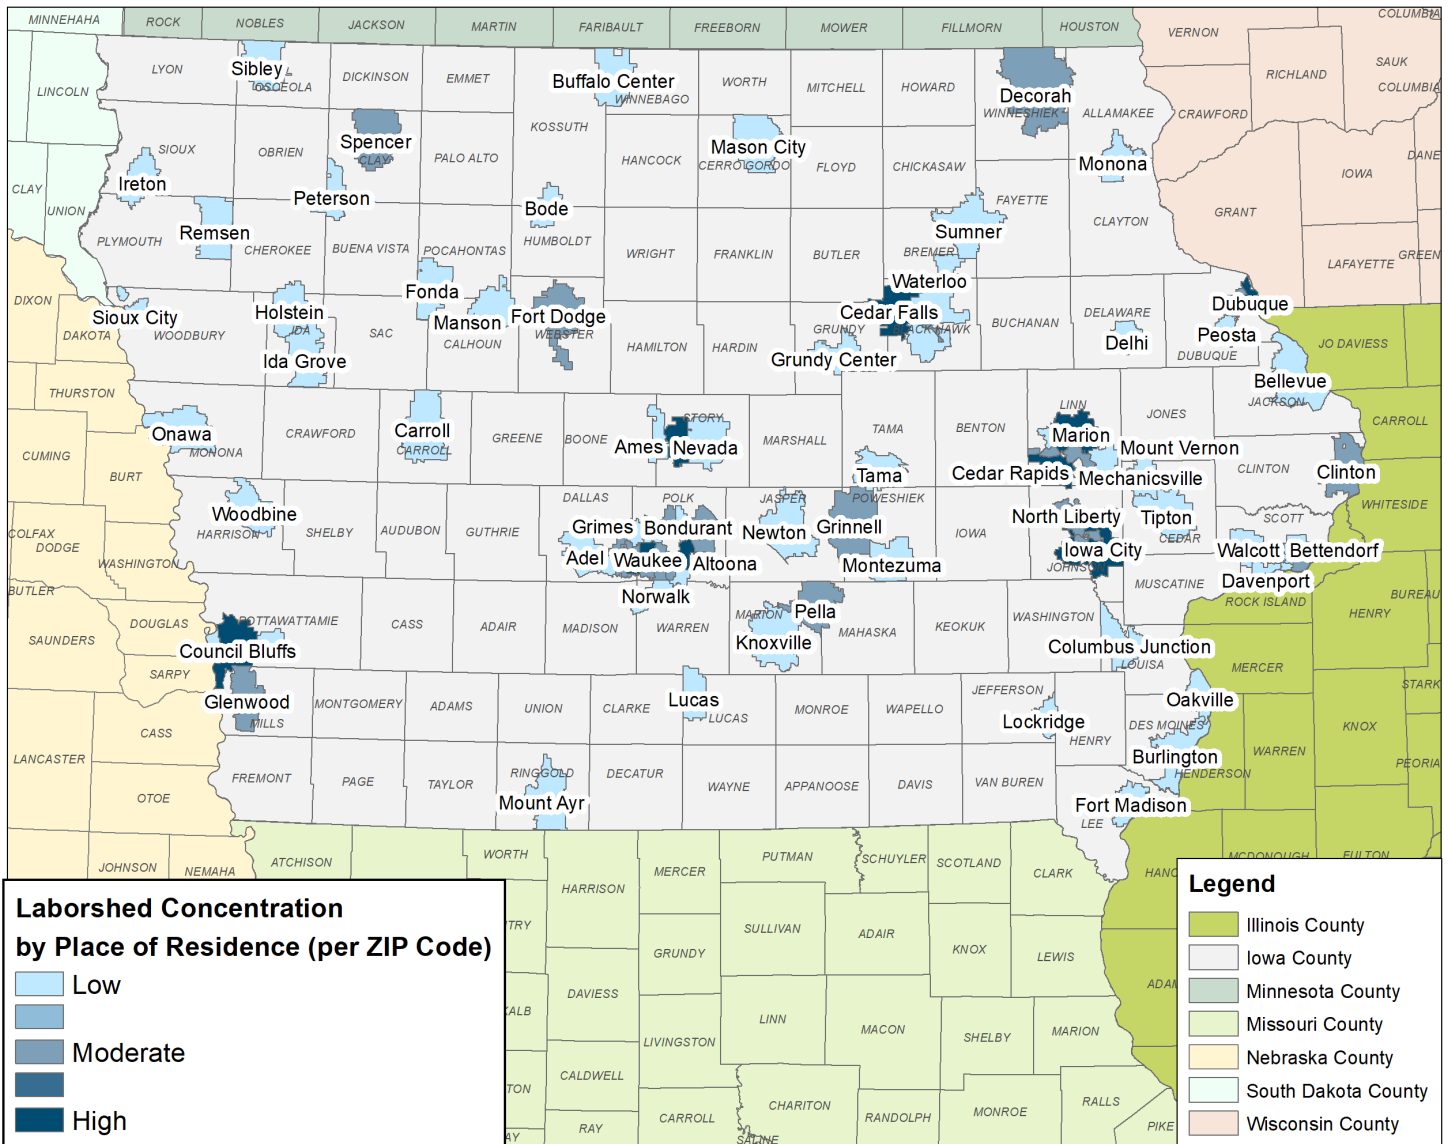 MINNEHAHA
ROCK
NOBLES
JACKSON
MARTIN
FARIBAULT
FREEBORN
MOWER
FILLMORN
HOUSTON
VERNON
COLUMBIA
RICHLAND
SAUK
COLUMBIA
LINCOLN
LYON
Sibley
OSCEOLA
DICKINSON
EMMET
Buffalo Center
WINNEBAGO
WORTH
MITCHELL
HOWARD
Decorah
WINNESHIEK
ALLAMAKEE
CRAWFORD
DANE
KOSSUTH
Spencer
CLAY
SIOUX
OBRIEN
PALO ALTO
HANCOCK
Mason City
CERRO GORDO
FLOYD
CHICKASAW
Monona
IOWA
CLAY
UNION
Ireton
Peterson
Bode
FAYETTE
CLAYTON
GRANT
Remsen
PLYMOUTH
CHEROKEE
BUENA VISTA
POCAHONTAS
HUMBOLDT
WRIGHT
FRANKLIN
BUTLER
BREMER
Sumner
LAFAYETTE
GREEN
DIXON
DAKOTA
Sioux City
WOODBURY
Holstein
IDA
Ida Grove
SAC
Fonda
Manson
CALHOUN
Fort Dodge
WEBSTER
HAMILTON
HARDIN
GRUNDY
Grundy Center
Waterloo
Cedar Falls
BLACK HAWK
BUCHANAN
DELAWARE
Delhi
Dubuque
Peosta
DUBUQUE
Bellevue
JACKSON
JO DAVIESS
THURSTON
CUMING
BURT
Onawa
MONONA
CRAWFORD
Carroll
CARROLL
GREENE
BOONE
STORY
Ames
Nevada
MARSHALL
TAMA
Tama
BENTON
LINN
Marion
Cedar Rapids
JONES
Mount Vernon
Mechanicsville
CLINTON
Clinton
CARROLL
WHITESIDE
COLFAX
DODGE
WASHINGTON
Woodbine
HARRISON
SHELBY
AUDUBON
GUTHRIE
DALLAS
Grimes
Adel
POLK
Bondurant
Waukee
Altoona
Norwalk
JASPER
Newton
POWESHIEK
Grinnell
Montezuma
IOWA
North Liberty
Iowa City
JOHNSON
Tipton
CEDAR
SCOTT
Walcott
Bettendorf
Davenport
MUSCATINE
ROCK ISLAND
HENRY
BUREAU
BUTLER
SAUNDERS
DOUGLAS
SARPY
POTTAWATTAMIE
Council Bluffs
CASS
ADAIR
MADISON
WARREN
MARION
Knoxville
Pella
MAHASKA
KEOKUK
WASHINGTON
Columbus Junction
LOUISA
MERCER
STARK
Glenwood
MILLS
MONTGOMERY
ADAMS
UNION
CLARKE
Lucas
LUCAS
MONROE
WAPELLO
JEFFERSON
Lockridge
HENRY
DES MOINES
Oakville
Burlington
HENDERSON
WARREN
KNOX
PEORIA
LANCASTER
CASS
OTOE
FREMONT
PAGE
TAYLOR
RINGGOLD
Mount Ayr
DECATUR
WAYNE
APPANOOSE
DAVIS
VAN BUREN
Fort Madison
LEE
JOHNSON
NEMAHA
ATCHISON
WORTH
HARRISON
MERCER
PUTMAN
SCHUYLER
SCOTLAND
CLARK
HANC
MCDONOUGH
FULTON
TRY
GRUNDY
SULLIVAN
ADAIR
KNOX
LEWIS
ADAM
KALB
DAVIESS
LIVINGSTON
LINN
MACON
SHELBY
MARION
TON
CALDWELL
CHARITON
RANDOLPH
MONROE
RALLS
PIKE
AY
RAY
CARROLL
SALINE
Laborshed Concentration
by Place of Residence (per ZIP Code)
Low
Moderate
High
Legend
Illinois County
Iowa County
Minnesota County
Missouri County
Nebraska County
South Dakota County
Wisconsin County